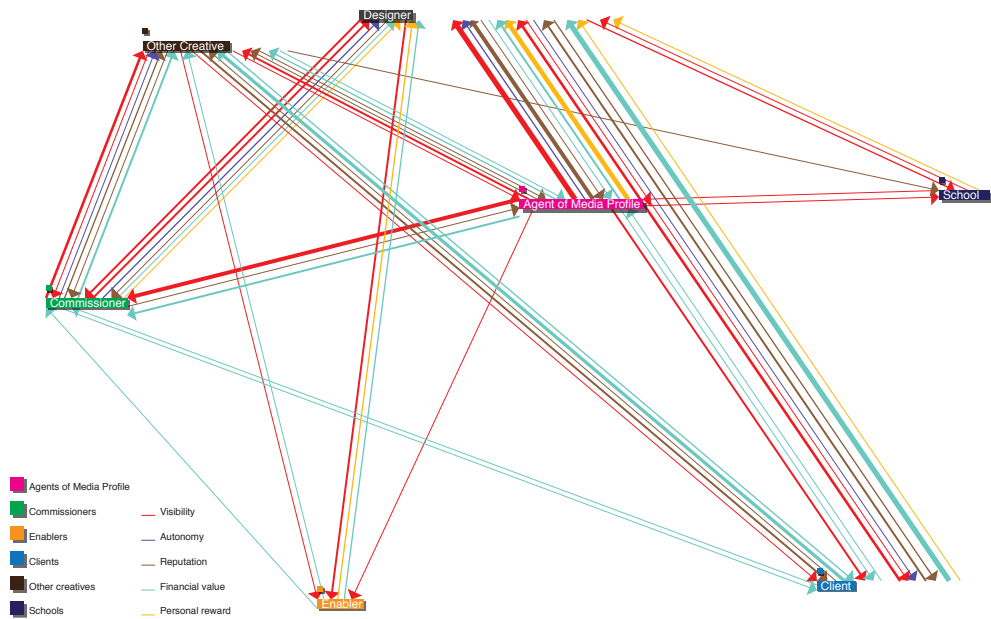 Designer
Other Creative
School
Agent of Media Profile
Commissioner
Agents of Media Profile
Commissioners
Visibility
Enablers
Autonomy
Clients
Reputation
Client
Other creatives
Financial value
Enabler
Schools
Personal reward